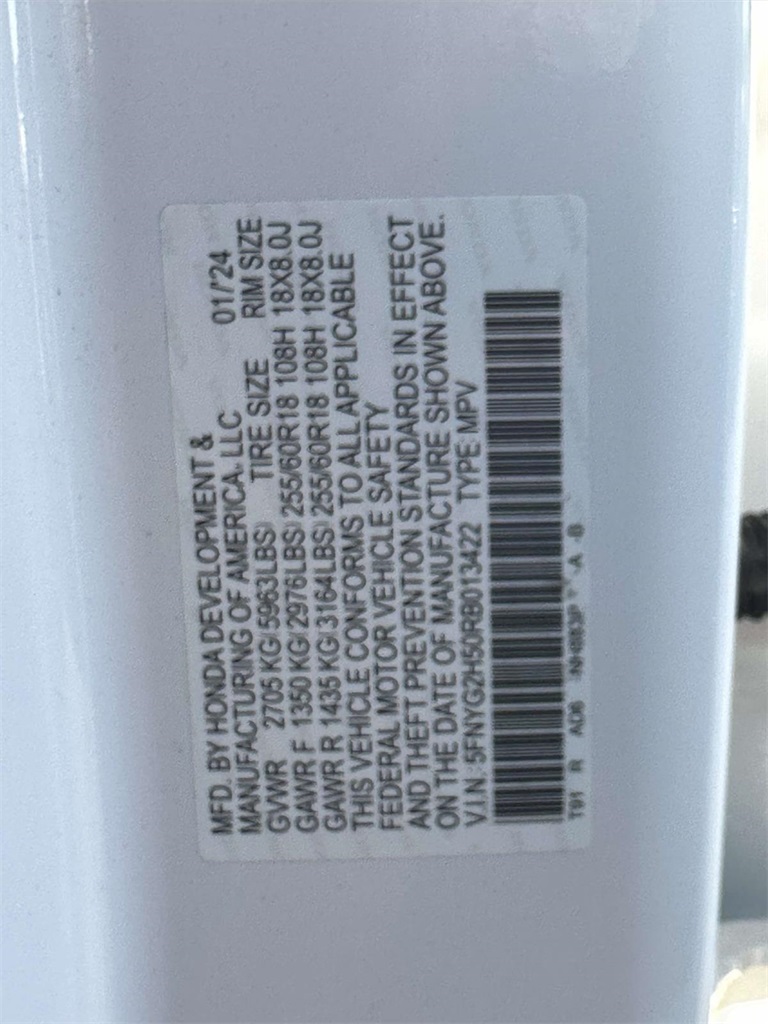 MFD. BY HONDA DEVELOPMENT &
MANUFACTURING OF AMERICA, LLC 01/'24
GVWR 2705 KG(5963LBS) TIRE SIZE RIM SIZE
GAWR F 1350 KG(2976LBS) 255/60R18 108H 18X8.0J
GAWR R 1435 KG(3164LBS) 255/60R18 108H 18X8.0J
THIS VEHICLE CONFORMS TO ALL APPLICABLE
FEDERAL MOTOR VEHICLE SAFETY
AND THEFT PREVENTION STANDARDS IN EFFECT
ON THE DATE OF MANUFACTURE SHOWN ABOVE.
V.I.N.: 5FNYG2H50RB013422 TYPE: MPV
T91 R A06 -A -B